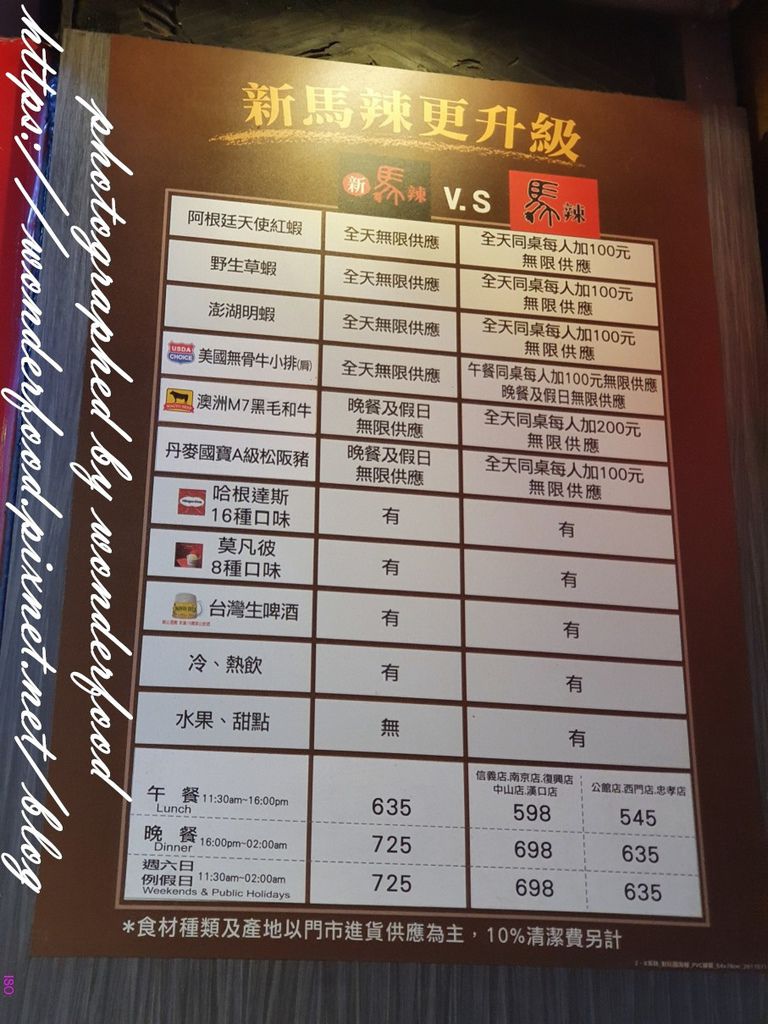 新馬辣更升級
新 馬辣 V.S 馬辣
阿根廷天使紅蝦 全天無限供應 全天同桌每人加100元
無限供應
野生草蝦 全天無限供應 全天同桌每人加100元
無限供應
澎湖明蝦 全天無限供應 全天同桌每人加100元
無限供應
USDA
CHOICE
美國無骨牛小排(肩) 全天無限供應 午餐同桌每人加100元無限供應
晚餐及假日無限供應
澳洲M7黑毛和牛 晚餐及假日
無限供應
全天同桌每人加200元
無限供應
丹麥國寶A級松阪豬 晚餐及假日
無限供應
全天同桌每人加100元
無限供應
哈根達斯
16種口味
有 有
莫凡彼
8種口味
有 有
台灣生啤酒 有 有
冷、熱飲 有 有
水果、甜點 無 有
信義店.南京店.復興店
中山店.漢口店
公館店.西門店.忠孝店
午餐 11:30am~16:00pm
Lunch
635 598 545
晚餐 16:00pm~02:00am
Dinner
725 698 635
週六日
例假日 11:30am~02:00am
Weekends & Public Holidays
725 698 635
*食材種類及產地以門市進貨供應為主，10%清潔費另計
photographed by wonderfood
https://wonderfood.pixnet.net/blog
ISO